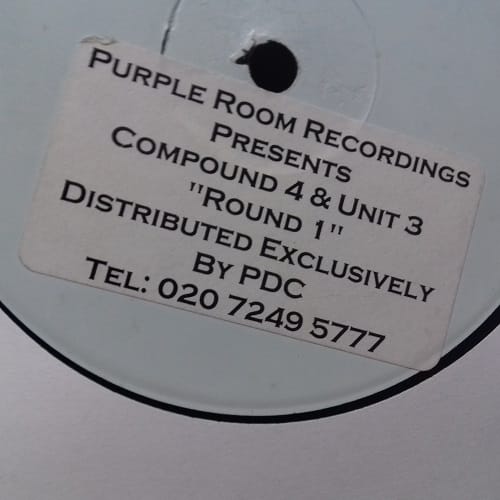 Purple Room Recordings
Presents
Compound 4 & Unit 3
"Round 1"
Distributed Exclusively
By PDC
Tel: 020 7249 5777